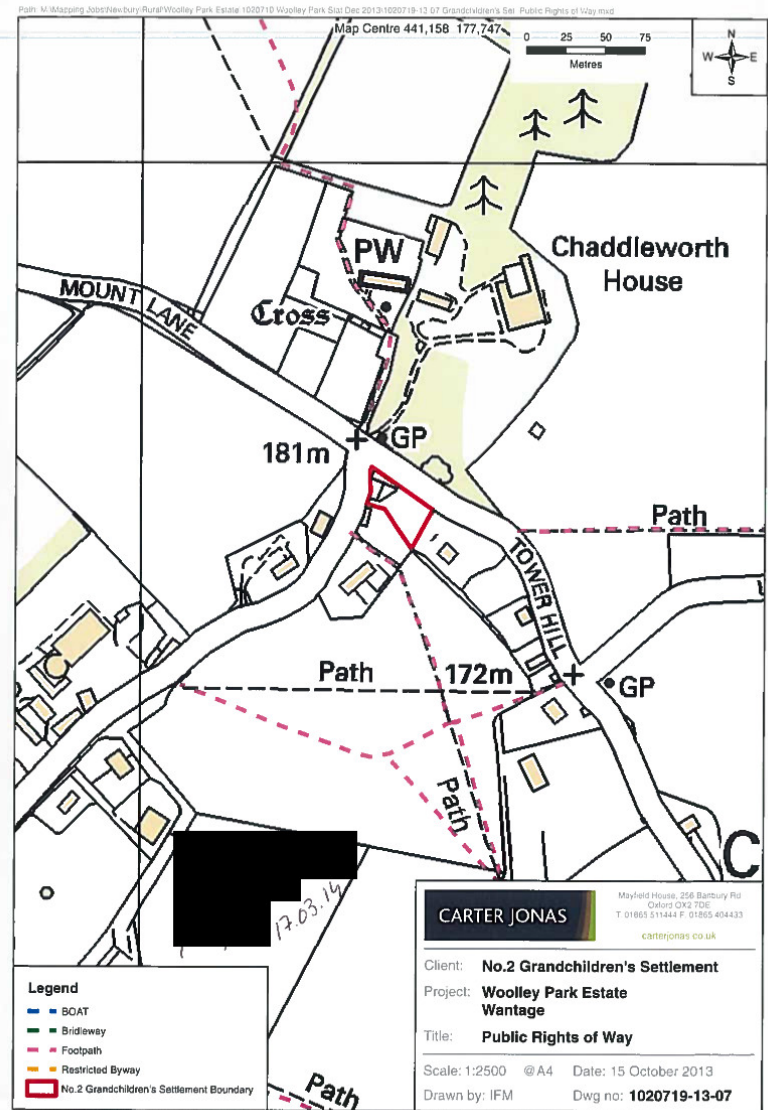 Path: M:\Mapping Jobs\Newbury\Rural\Woolley Park Estate 1020710 Woolley Park Stat Dec 2013\1020719-13 07 Grandchildren's Set Public Rights of Way.mxd
Map Centre 441,158 177,747
0 25 50 75
Metres
N
W E
S
Chaddleworth
House
PW
MOUNT LANE
Cross
181m
GP
Path
TOWER HILL
Path
172m
GP
Path
C
17.03.14
CARTER JONAS
Mayfield House, 256 Banbury Rd
Oxford OX2 7DE
T 01865 511444 F. 01865 404433
carterjonas.co.uk
Client: No.2 Grandchildren's Settlement
Project: Woolley Park Estate
Wantage
Title: Public Rights of Way
Scale: 1:2500 @A4 Date: 15 October 2013
Drawn by: IFM Dwg no: 1020719-13-07
Legend
BOAT
Bridleway
Footpath
Restricted Byway
No.2 Grandchildren's Settlement Boundary
Path